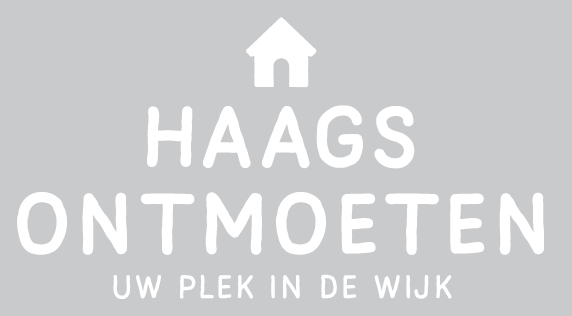 HAAGS
ONTMOETEN
UW PLEK IN DE WIJK